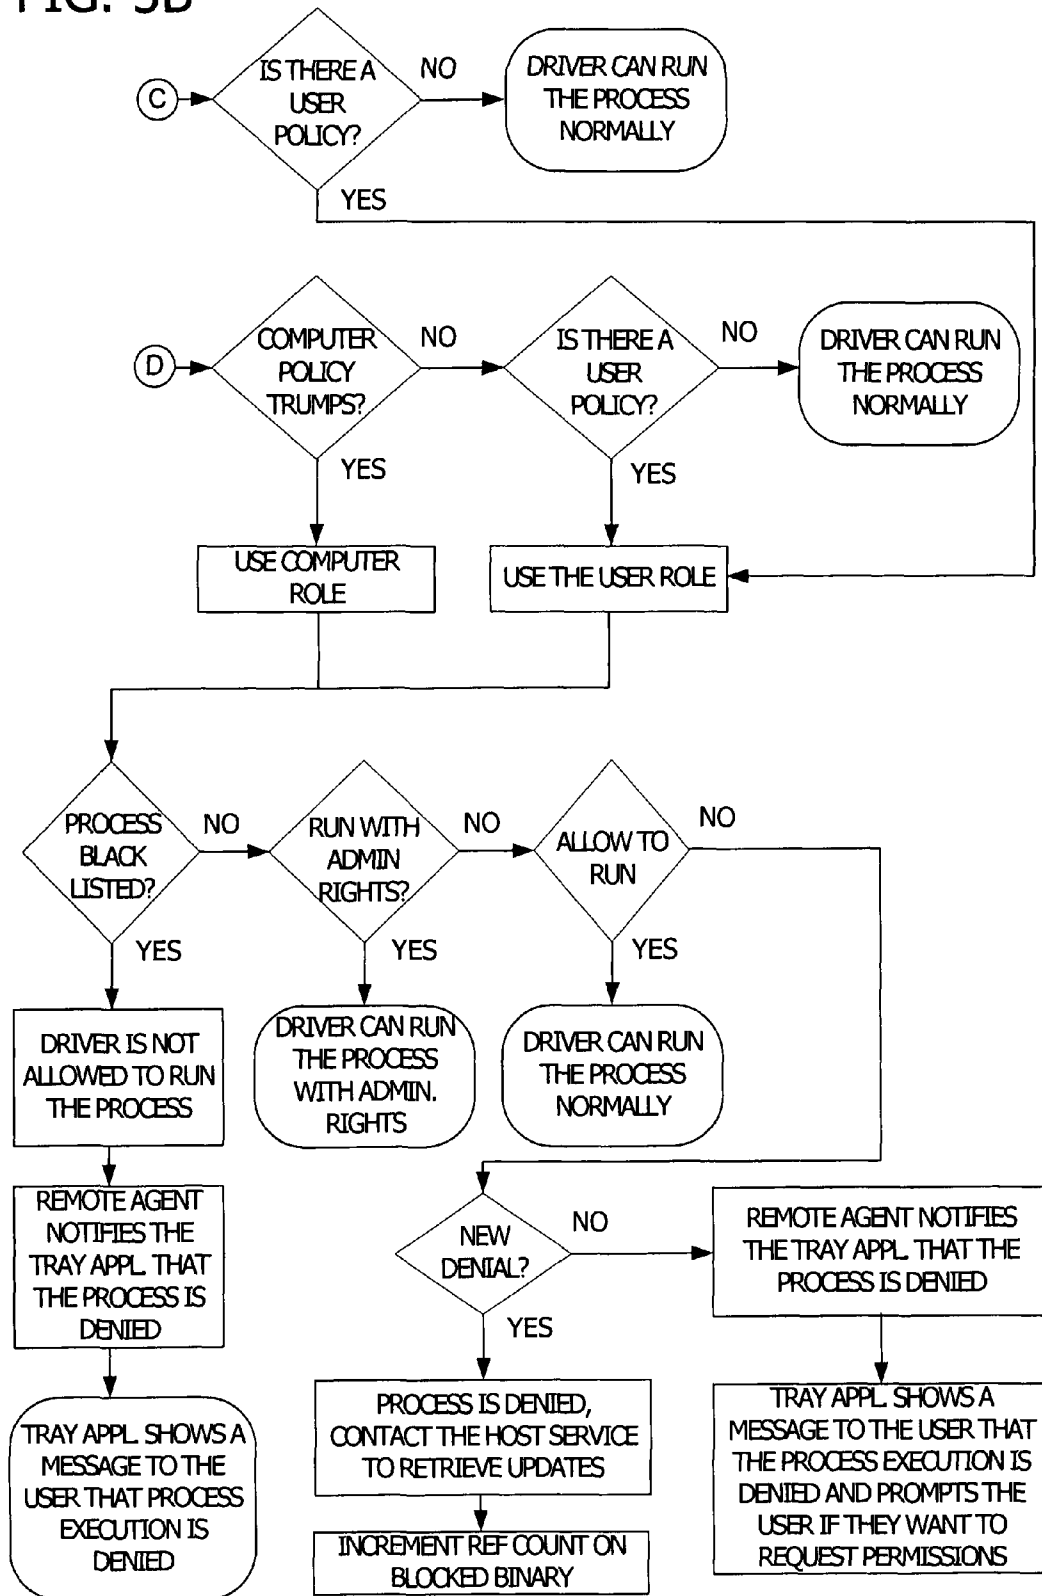 FIG. 3B
IS THERE A
USER
POLICY?
NO
DRIVER CAN RUN
THE PROCESS
NORMALLY
C
YES
COMPUTER
POLICY
TRUMPS?
NO
IS THERE A
USER
POLICY?
NO
DRIVER CAN RUN
THE PROCESS
NORMALLY
D
YES
YES
USE COMPUTER
ROLE
USE THE USER ROLE
PROCESS
BLACK
LISTED?
NO
RUN WITH
ADMIN
RIGHTS?
NO
ALLOW TO
RUN
NO
YES
YES
YES
DRIVER IS NOT
ALLOWED TO RUN
THE PROCESS
DRIVER CAN RUN
THE PROCESS
WITH ADMIN.
RIGHTS
DRIVER CAN RUN
THE PROCESS
NORMALLY
REMOTE AGENT
NOTIFIES THE
TRAY APPL. THAT
THE PROCESS IS
DENIED
NEW
DENIAL?
NO
REMOTE AGENT NOTIFIES
THE TRAY APPL. THAT THE
PROCESS IS DENIED
YES
TRAY APPL. SHOWS A
MESSAGE TO THE
USER THAT PROCESS
EXECUTION IS
DENIED
PROCESS IS DENIED,
CONTACT THE HOST SERVICE
TO RETRIEVE UPDATES
TRAY APPL. SHOWS A
MESSAGE TO THE USER THAT
THE PROCESS EXECUTION IS
DENIED AND PROMPTS THE
USER IF THEY WANT TO
REQUEST PERMISSIONS
INCREMENT REF COUNT ON
BLOCKED BINARY